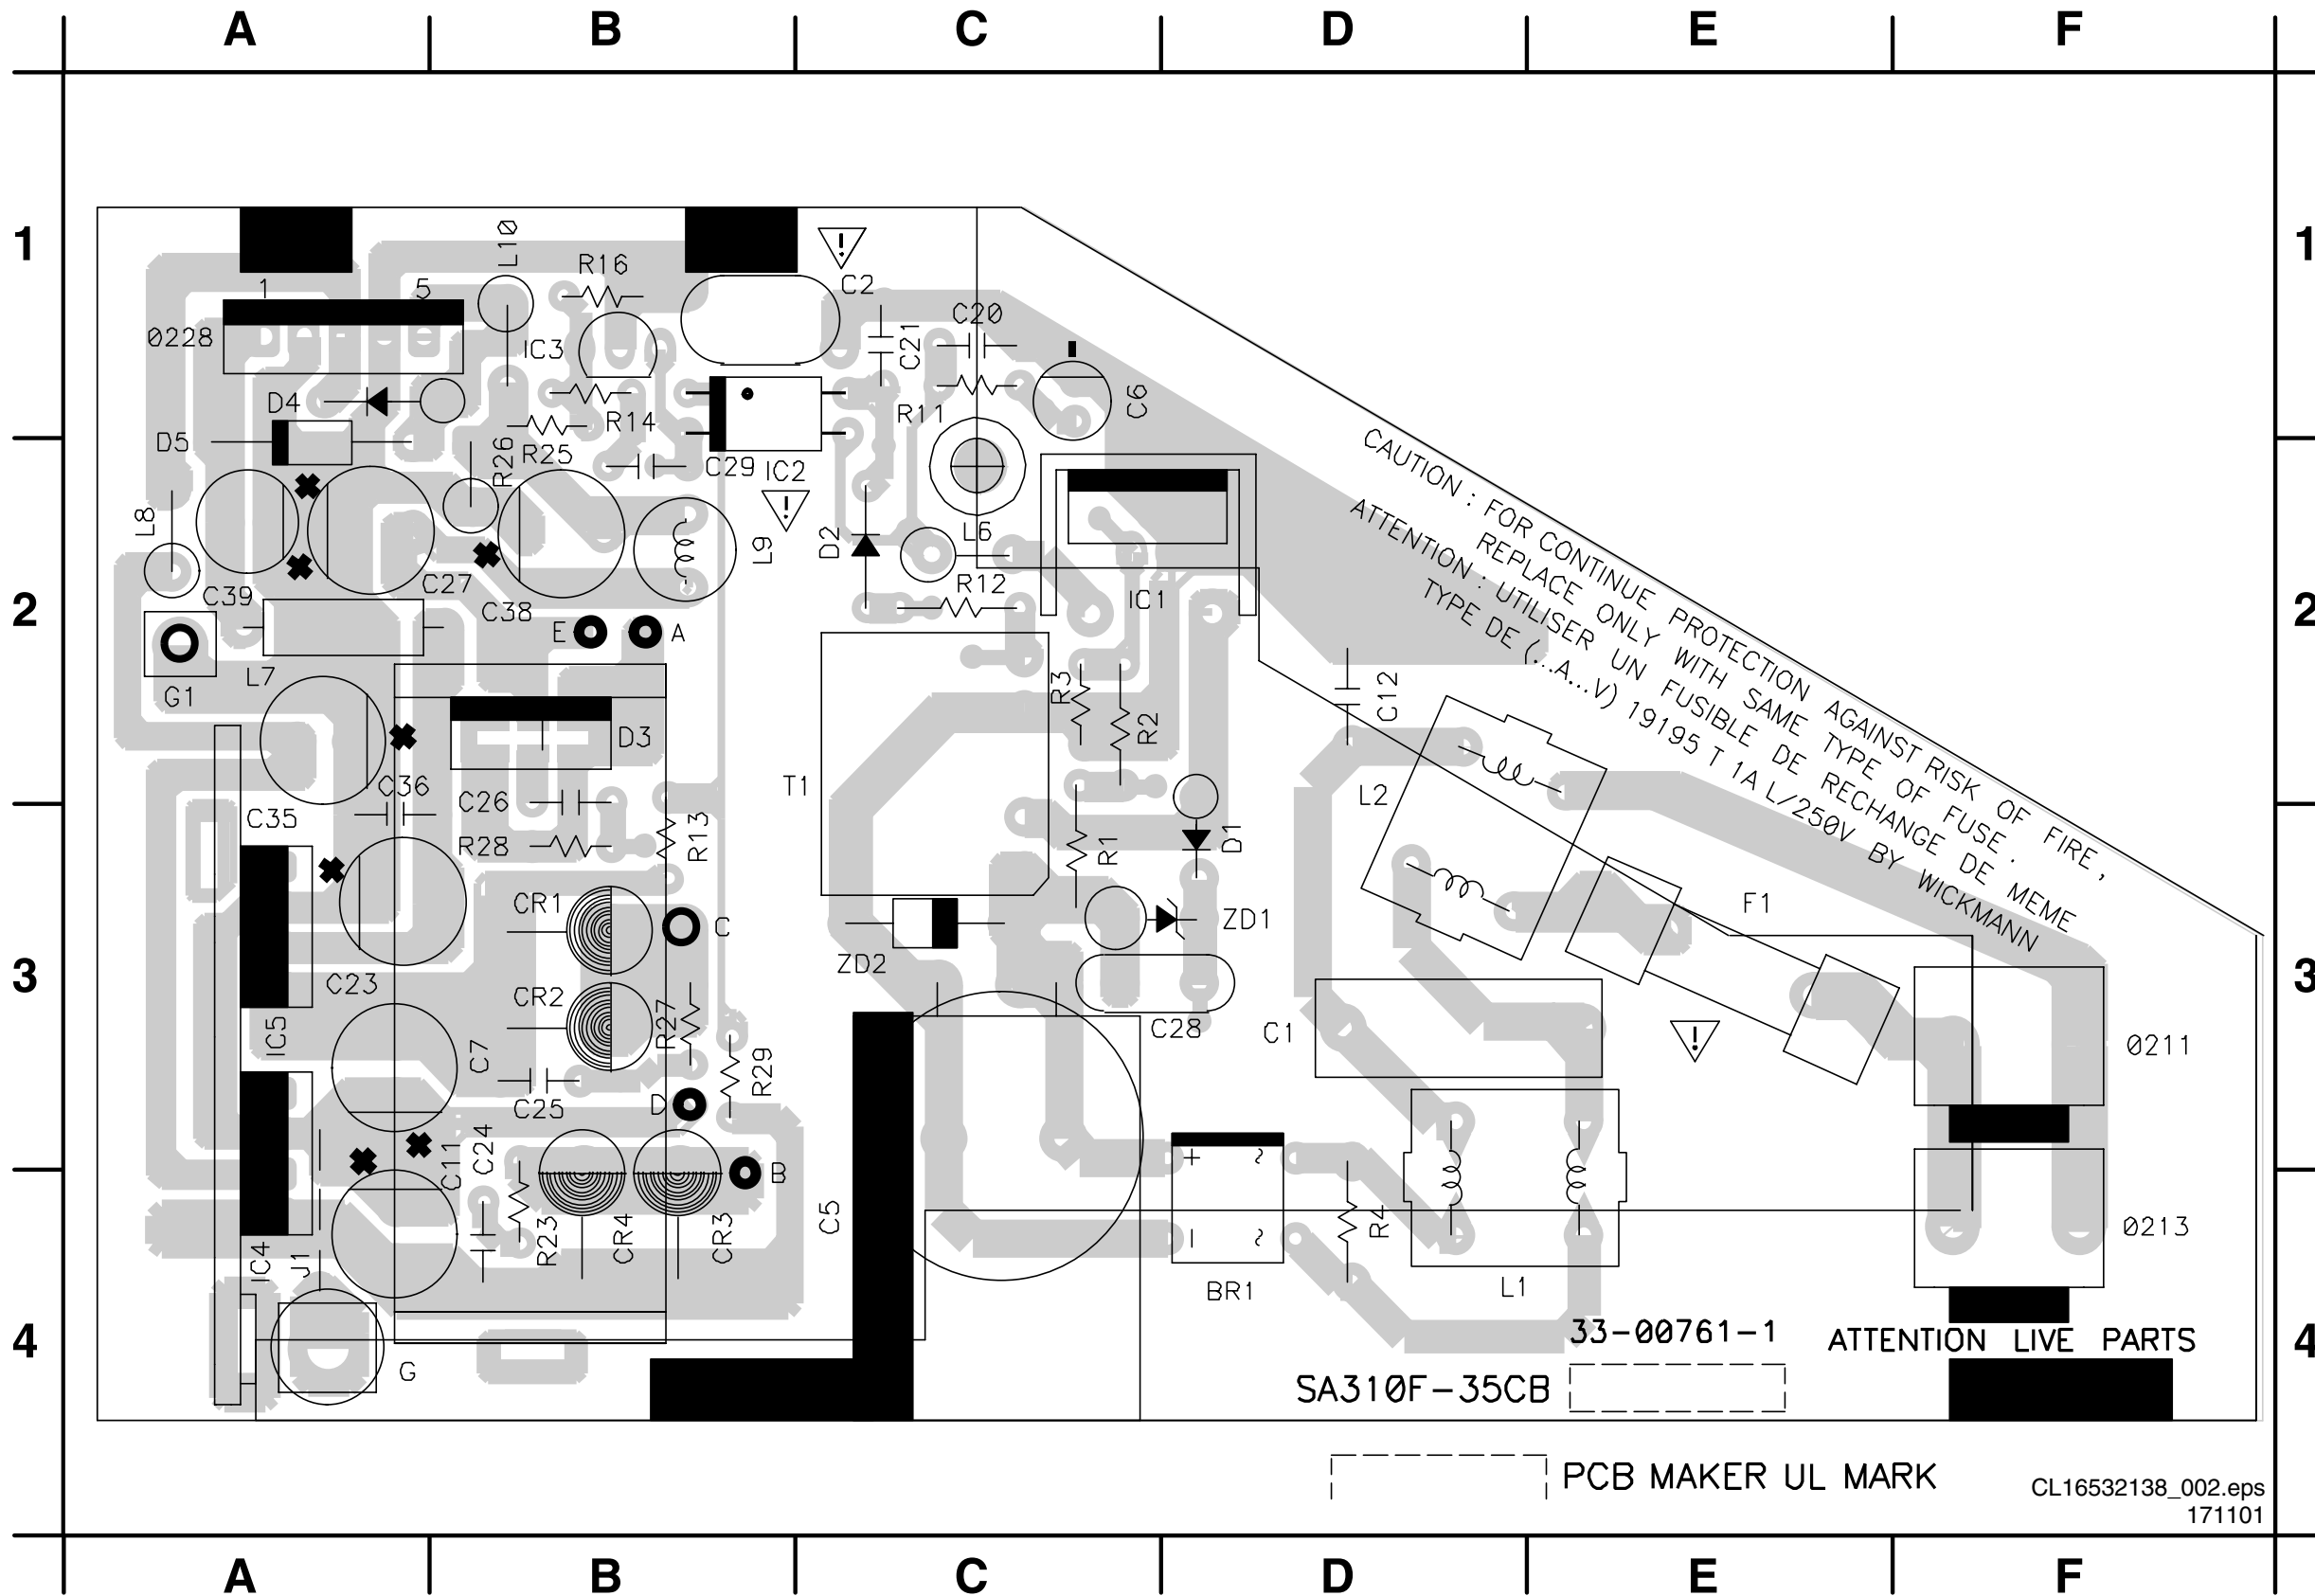 A B C D E F
1 1
L10
R16
C2
1 5
C20
0228
IC3
C21
D4
R14
R11
C6
D5
R25
R26
C29
IC2
CAUTION : FOR CONTINUE PROTECTION AGAINST RISK OF FIRE,
REPLACE ONLY WITH SAME TYPE OF FUSE.
ATTENTION : UTILISER UN FUSIBLE DE RECHANGE DE MEME
TYPE DE (...A...V) 19195 T 1A L/250V BY WICKMANN
L8
L9
D2
L6
2 2
C39
C27
C38
R12
IC1
E A
G1
L7
R3
R2
C12
D3
T1
L2
C36
C26
C35
R28
R13
R1
D1
CR1
C
ZD1
F1
ZD2
3 3
C23
CR2
R27
IC5
C7
C28
C1
0211
R29
C25
D
C24
C11
+ ~
B
C5
R23
CR4
CR3
R4
0213
IC4
J1
- ~
BR1
L1
33-00761-1
4 4
ATTENTION LIVE PARTS
G
SA310F-35CB
PCB MAKER UL MARK
CL16532138_002.eps
171101
A B C D E F